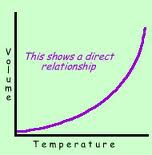 This shows a direct
relationship
Volume
Temperature